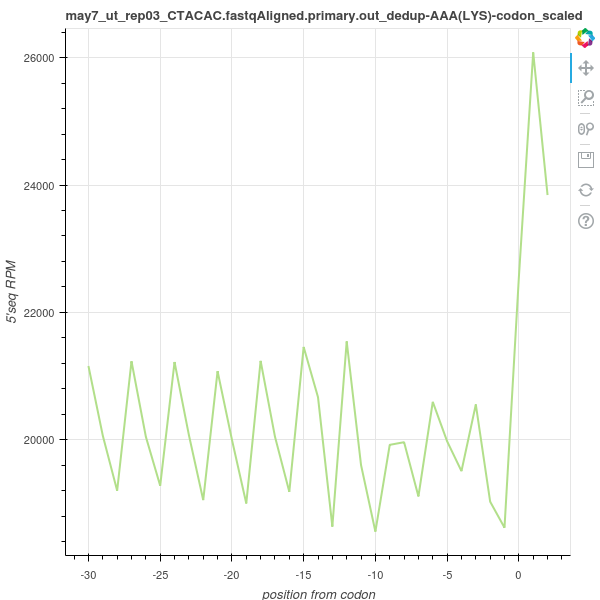 may7_ut_rep03_CTACAC.fastqAligned.primary.out_dedup-AAA(LYS)-codon_scaled
26000
24000
22000
20000
5'seq RPM
-30 -25 -20 -15 -10 -5 0
position from codon